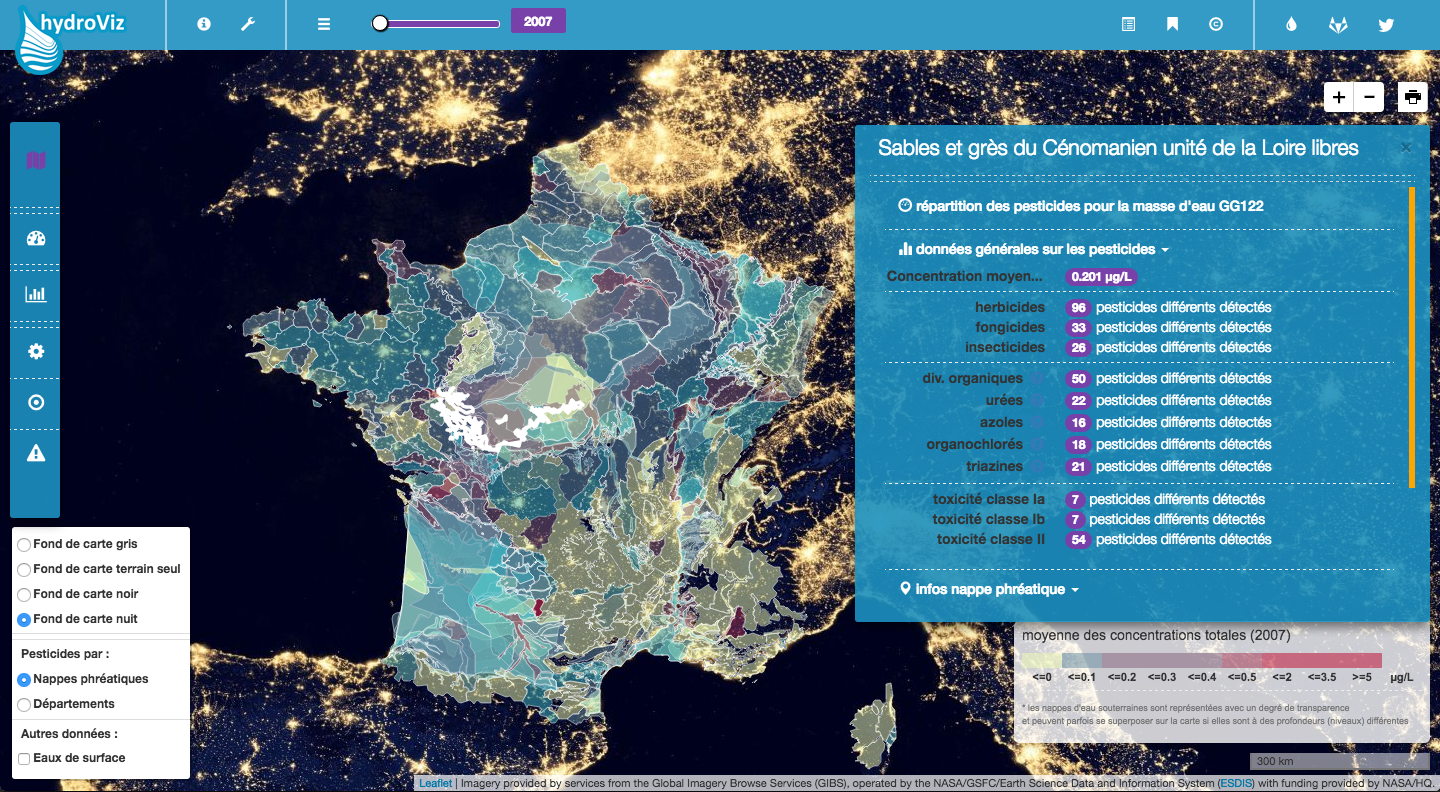 hydroViz
2007
Sables et grès du Cénomanien unité de la Loire libres
×
répartition des pesticides pour la masse d'eau GG122
données générales sur les pesticides
Concentration moyen... 0.201 µg/L
herbicides 96 pesticides différents détectés
fongicides 33 pesticides différents détectés
insecticides 26 pesticides différents détectés
div. organiques 50 pesticides différents détectés
urées 22 pesticides différents détectés
azoles 16 pesticides différents détectés
organochlorés 18 pesticides différents détectés
triazines 21 pesticides différents détectés
toxicité classe Ia 7 pesticides différents détectés
toxicité classe Ib 7 pesticides différents détectés
toxicité classe II 54 pesticides différents détectés
infos nappe phréatique
Fond de carte gris
Fond de carte terrain seul
Fond de carte noir
Fond de carte nuit
Pesticides par :
Nappes phréatiques
Départements
Autres données :
Eaux de surface
moyenne des concentrations totales (2007)
<=0 <=0.1 <=0.2 <=0.3 <=0.4 <=0.5 <=2 <=3.5 >=5 µg/L
* les nappes d'eau souterraines sont représentées avec un degré de transparence
et peuvent parfois se superposer sur la carte si elles sont à des profondeurs (niveaux) différentes
300 km
Leaflet | Imagery provided by services from the Global Imagery Browse Services (GIBS), operated by the NASA/GSFC/Earth Science Data and Information System (ESDIS) with funding provided by NASA/HQ.